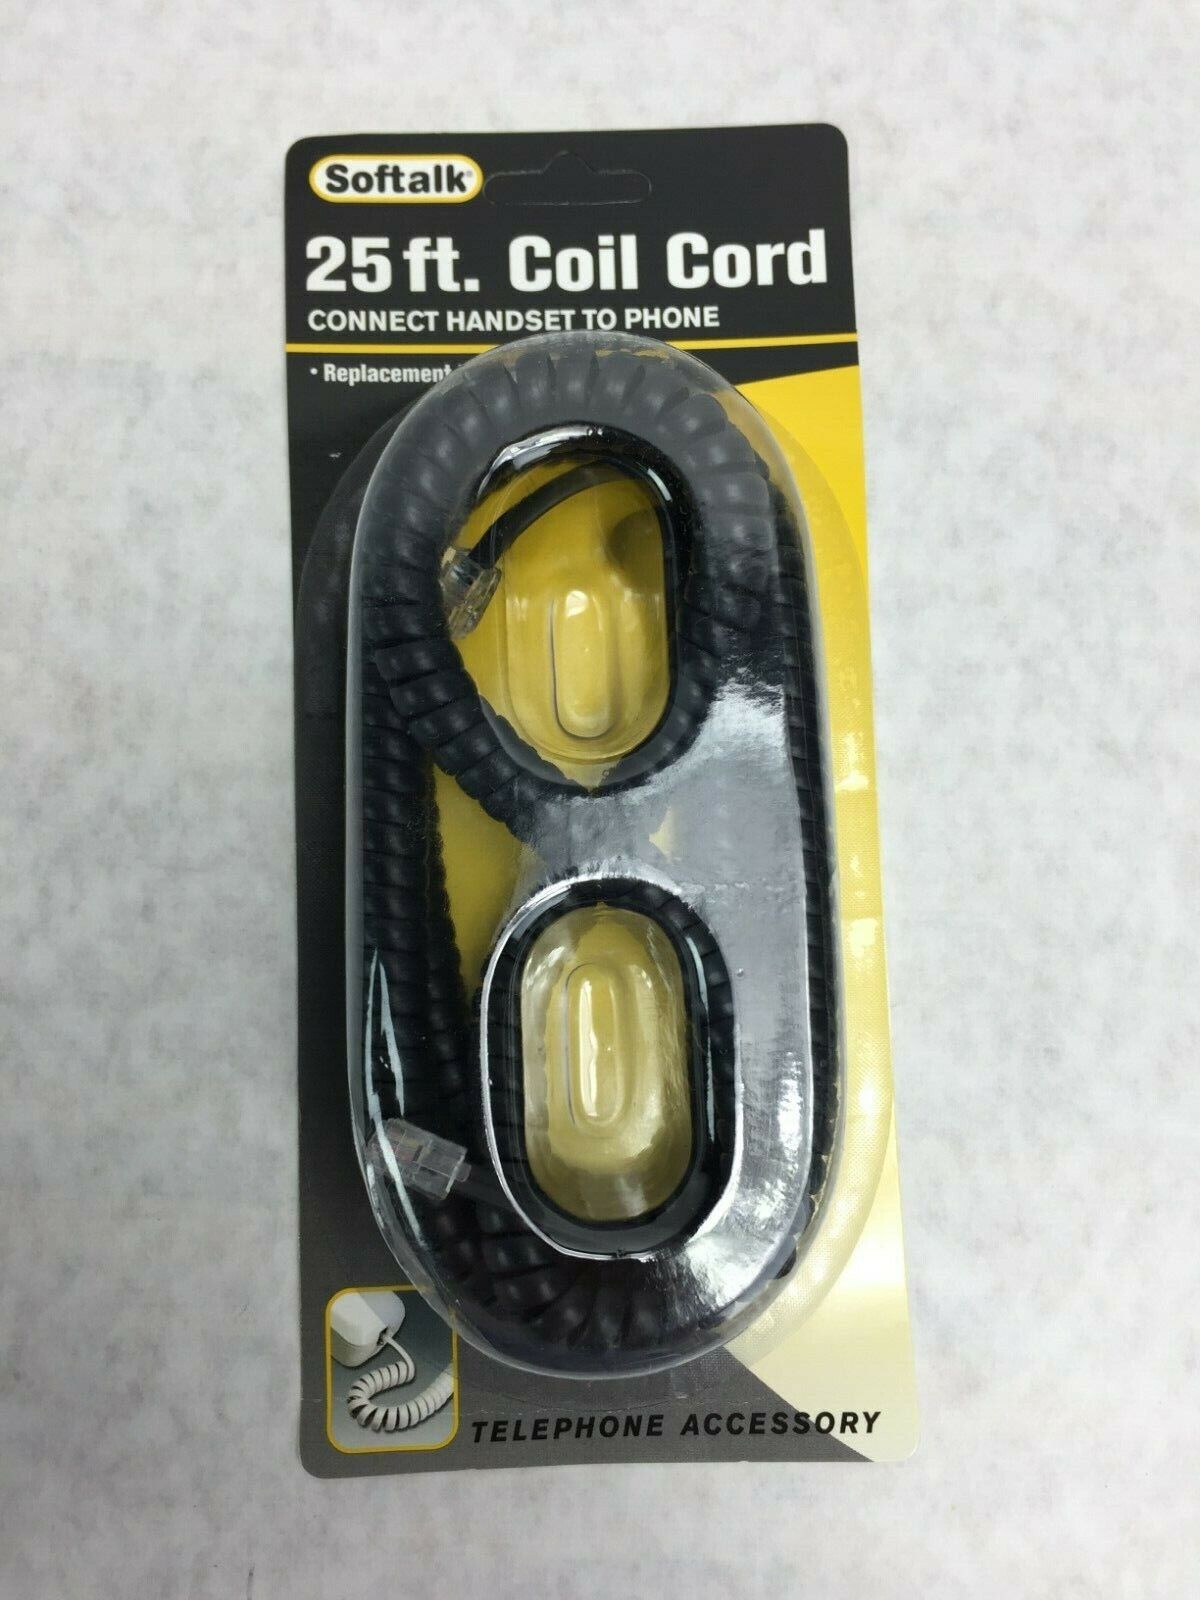 Softalk®
25 ft. Coil Cord
CONNECT HANDSET TO PHONE
• Replacement
TELEPHONE ACCESSORY